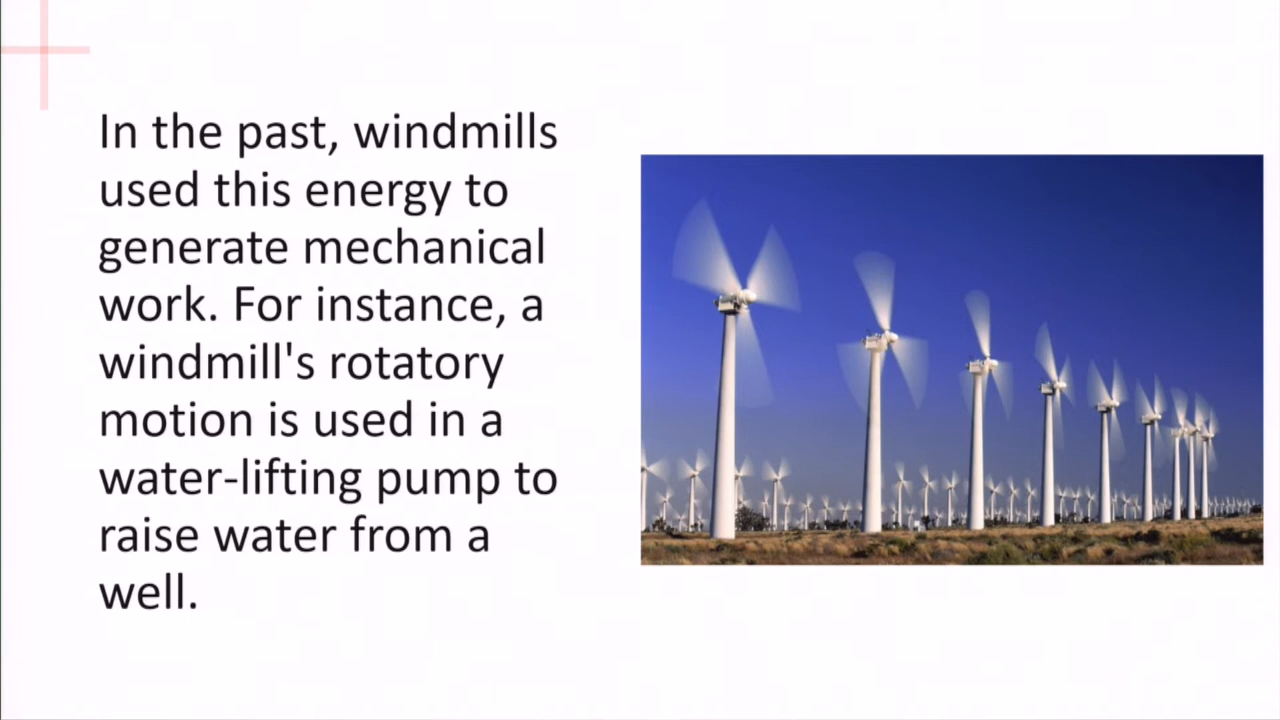 In the past, windmills
used this energy to
generate mechanical
work. For instance, a
windmill's rotatory
motion is used in a
water-lifting pump to
raise water from a
well.